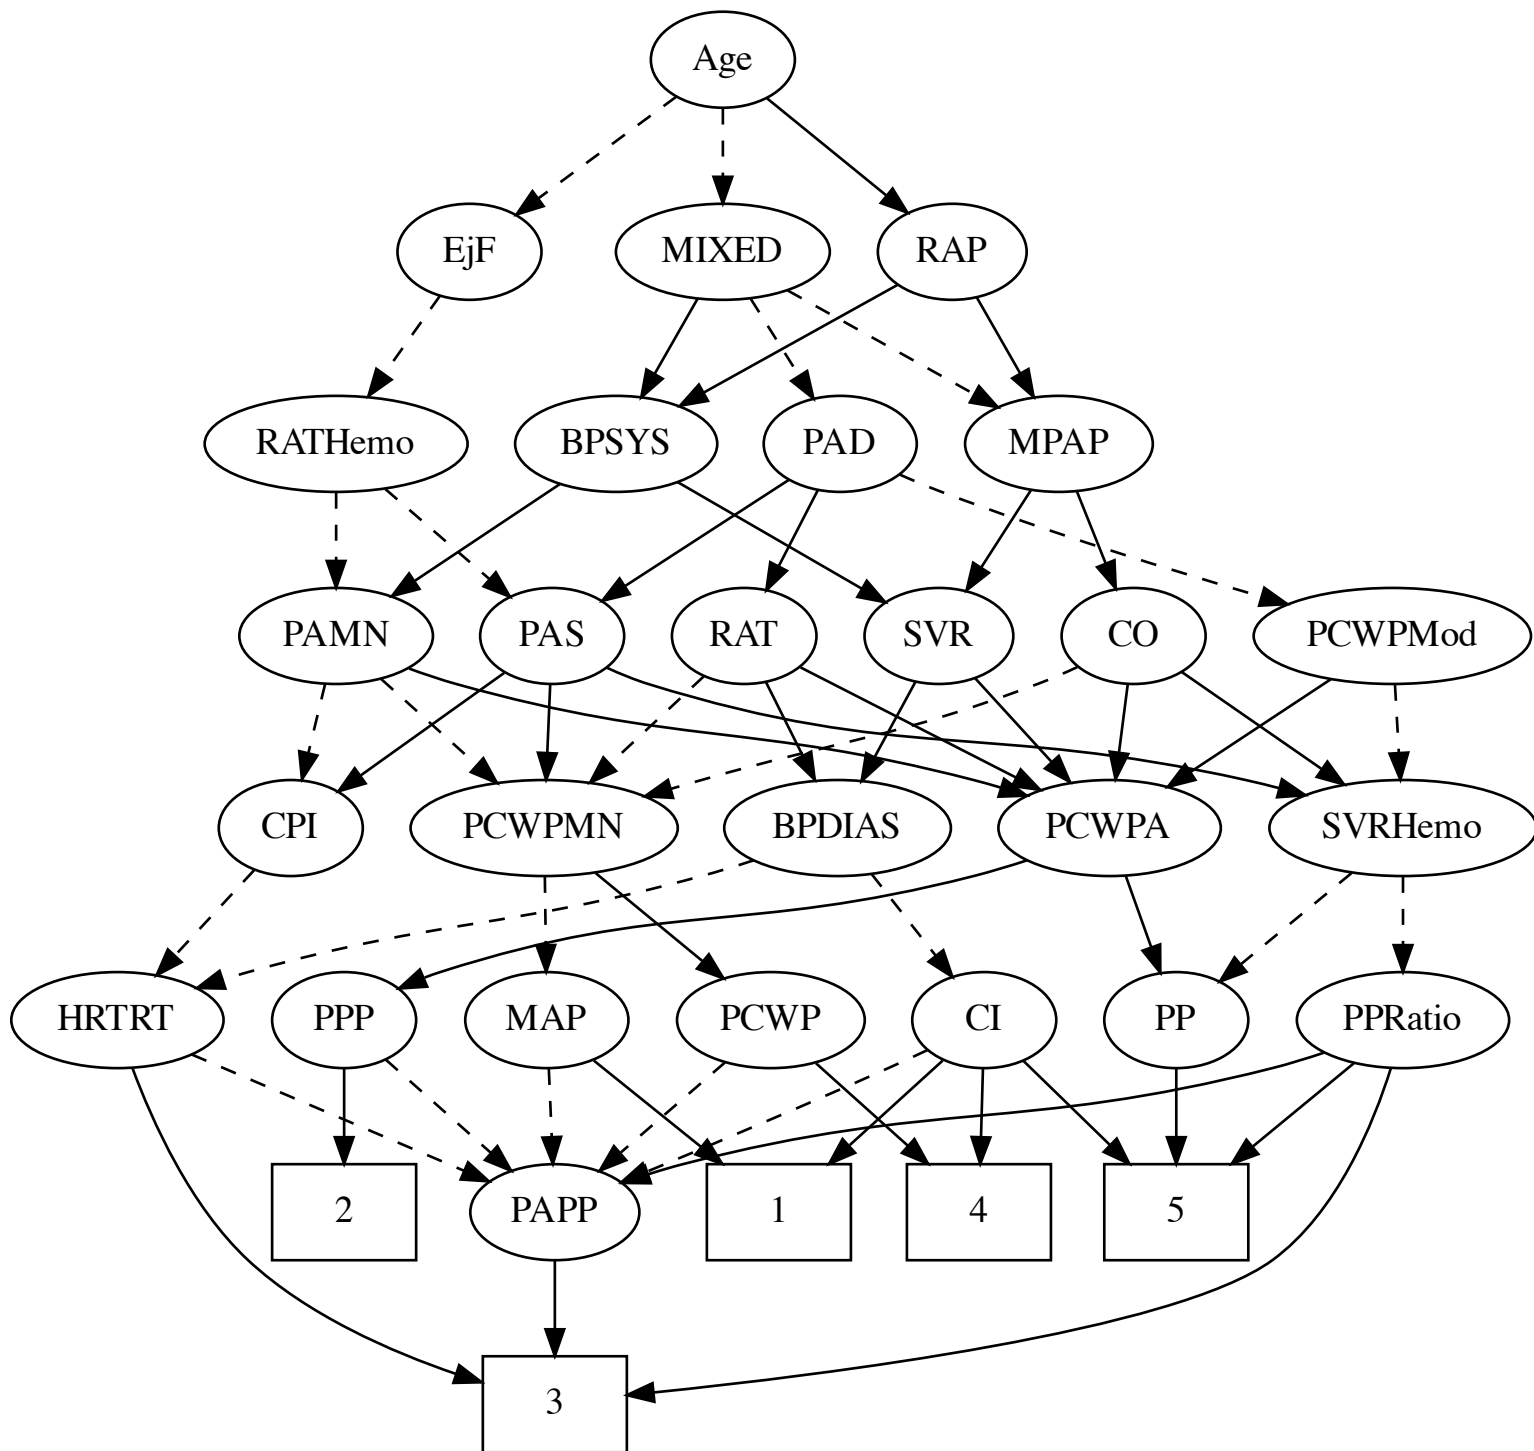 Age
EjF
MIXED
RAP
RATHemo
BPSYS
PAD
MPAP
PAMN
PAS
RAT
SVR
CO
PCWPMod
CPI
PCWPMN
BPDIAS
PCWPA
SVRHemo
HRTRT
PPP
MAP
PCWP
CI
PP
PPRatio
2
PAPP
1
4
5
3